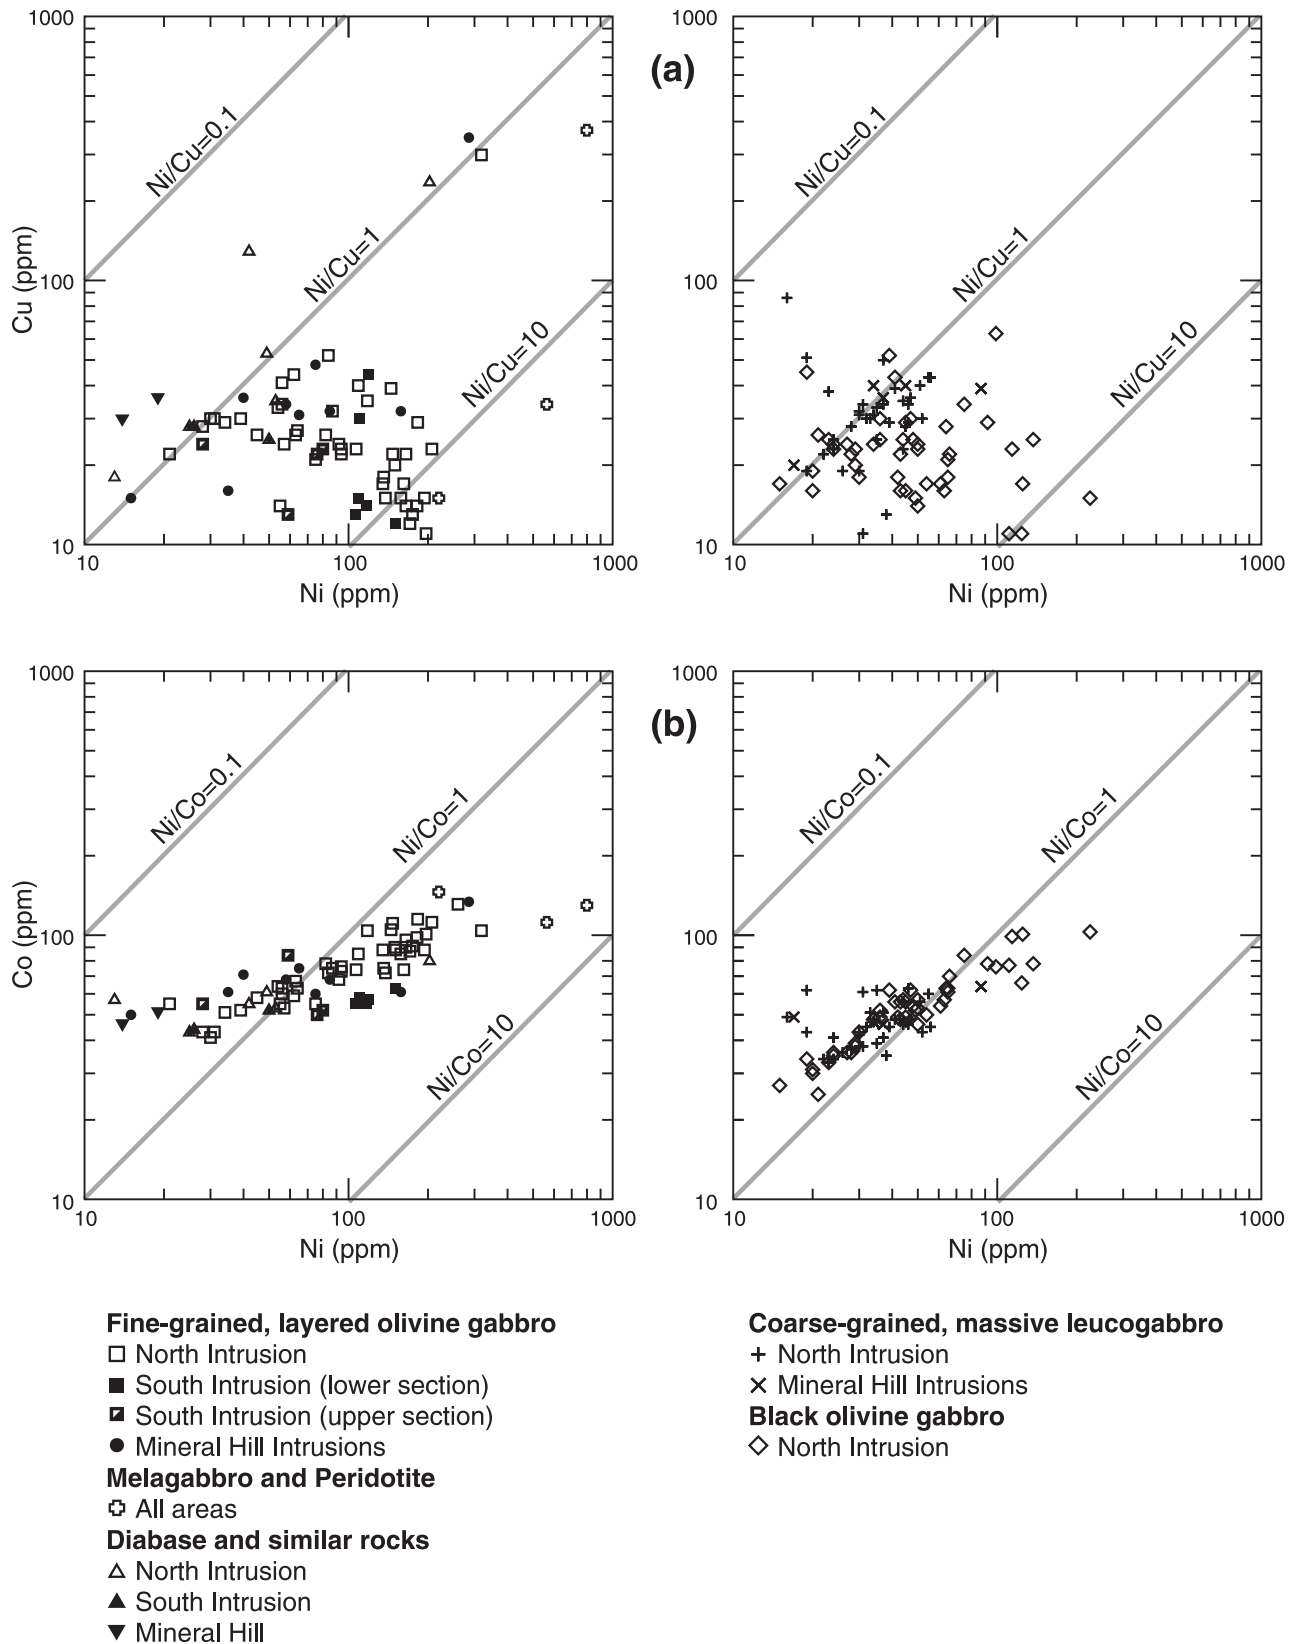 1000
(a)
1000
Ni/Cu=0.1
Ni/Cu=0.1
Ni/Cu=1
Ni/Cu=1
Cu (ppm)
100
100
Ni/Cu=10
Ni/Cu=10
10
10
10
100
1000
10
100
1000
Ni (ppm)
Ni (ppm)
1000
(b)
1000
Ni/Co=0.1
Ni/Co=0.1
Ni/Co=1
Ni/Co=1
Co (ppm)
100
100
Ni/Co=10
Ni/Co=10
10
10
10
100
1000
10
100
1000
Ni (ppm)
Ni (ppm)
Fine-grained, layered olivine gabbro
North Intrusion
South Intrusion (lower section)
South Intrusion (upper section)
Mineral Hill Intrusions
Melagabbro and Peridotite
All areas
Diabase and similar rocks
North Intrusion
South Intrusion
Mineral Hill
Coarse-grained, massive leucogabbro
North Intrusion
Mineral Hill Intrusions
Black olivine gabbro
North Intrusion